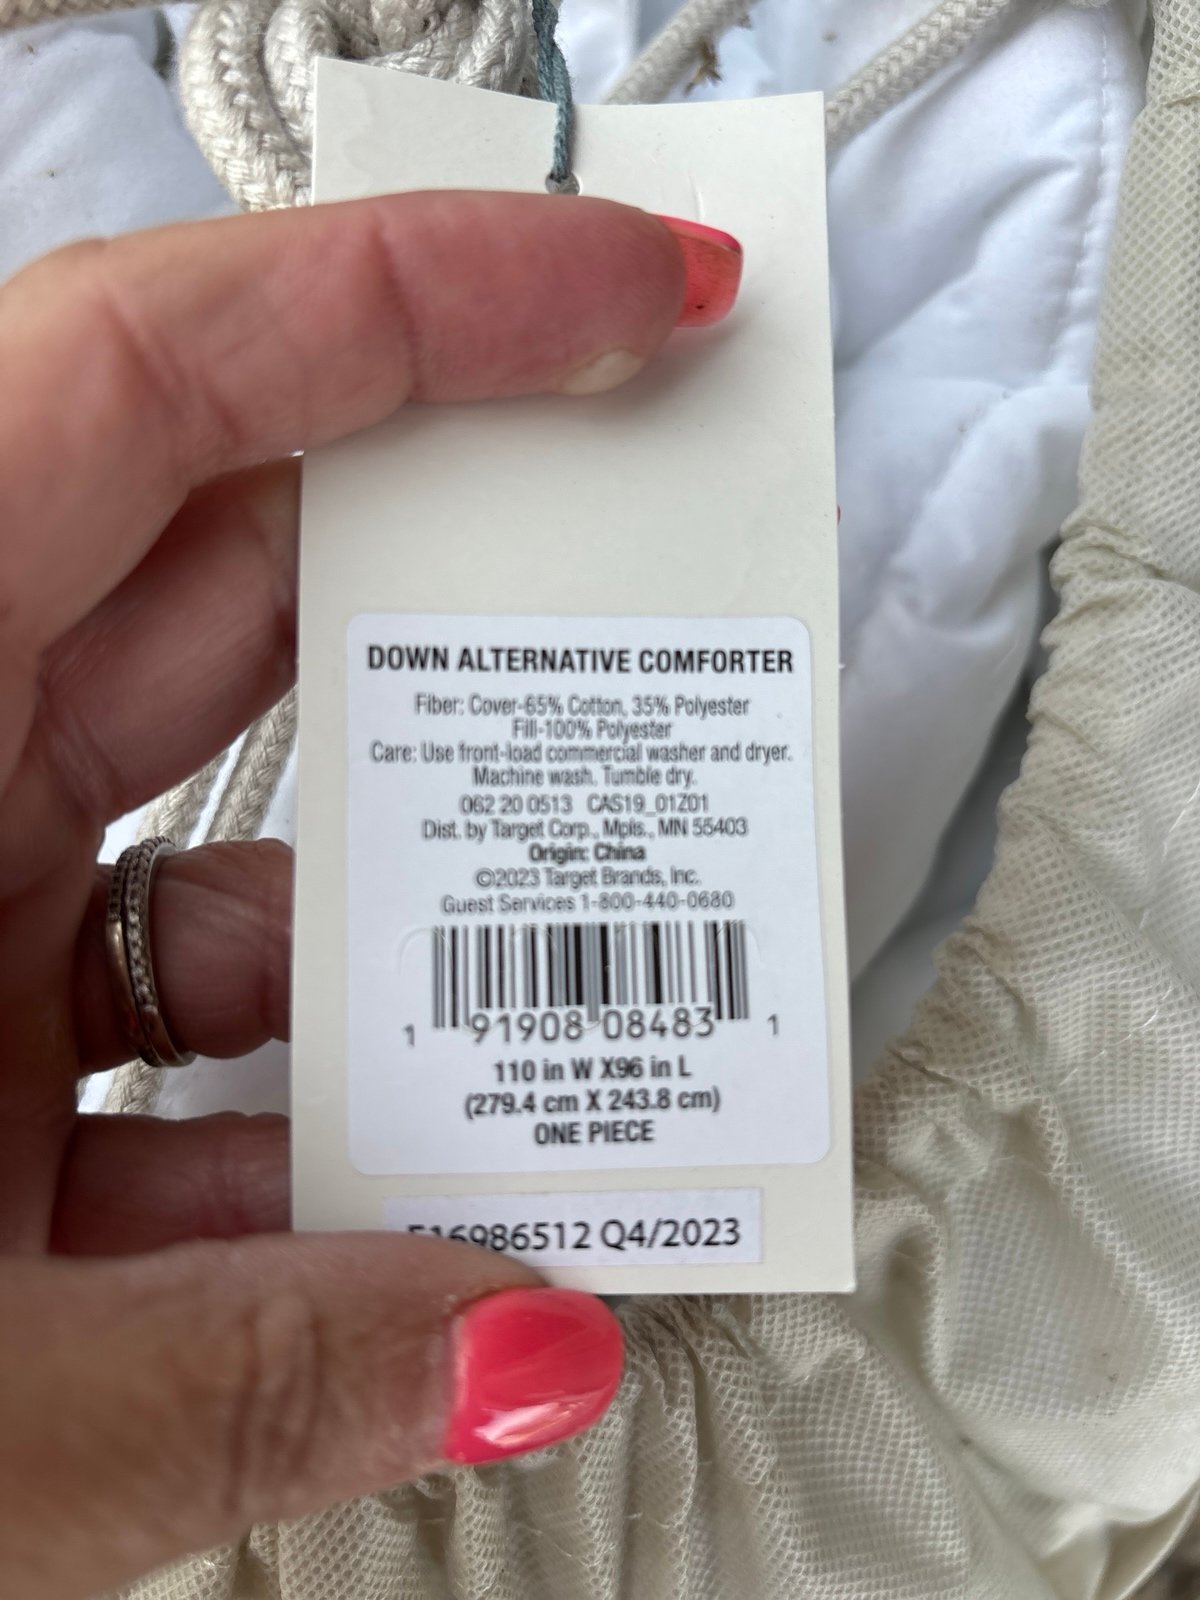 DOWN ALTERNATIVE COMFORTER
Fiber: Cover-65% Cotton, 35% Polyester
Fill-100% Polyester
Care: Use front-load commercial washer and dryer.
Machine wash. Tumble dry.
062 20 0513 CAS19_01Z01
Dist. by Target Corp., Mpls., MN 55403
Origin: China
©2023 Target Brands, Inc.
Guest Services 1-800-440-0680
1 91908 08483 1
110 in W X96 in L
(279.4 cm X 243.8 cm)
ONE PIECE
Q4/2023